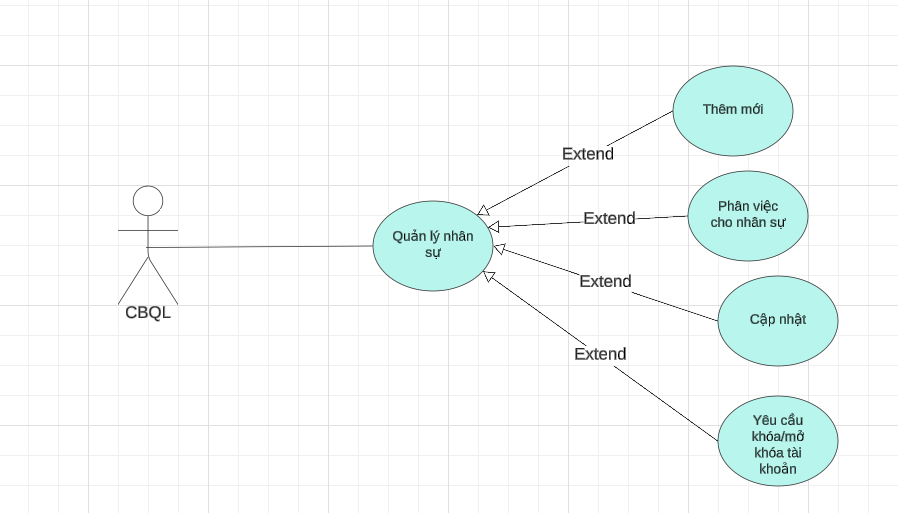 Thêm mới
Extend
Phân việc
cho nhân sự
Extend
Quản lý nhân
sự
Extend
Cập nhật
CBQL
Extend
Yêu cầu
khóa/mở
khóa tài
khoản